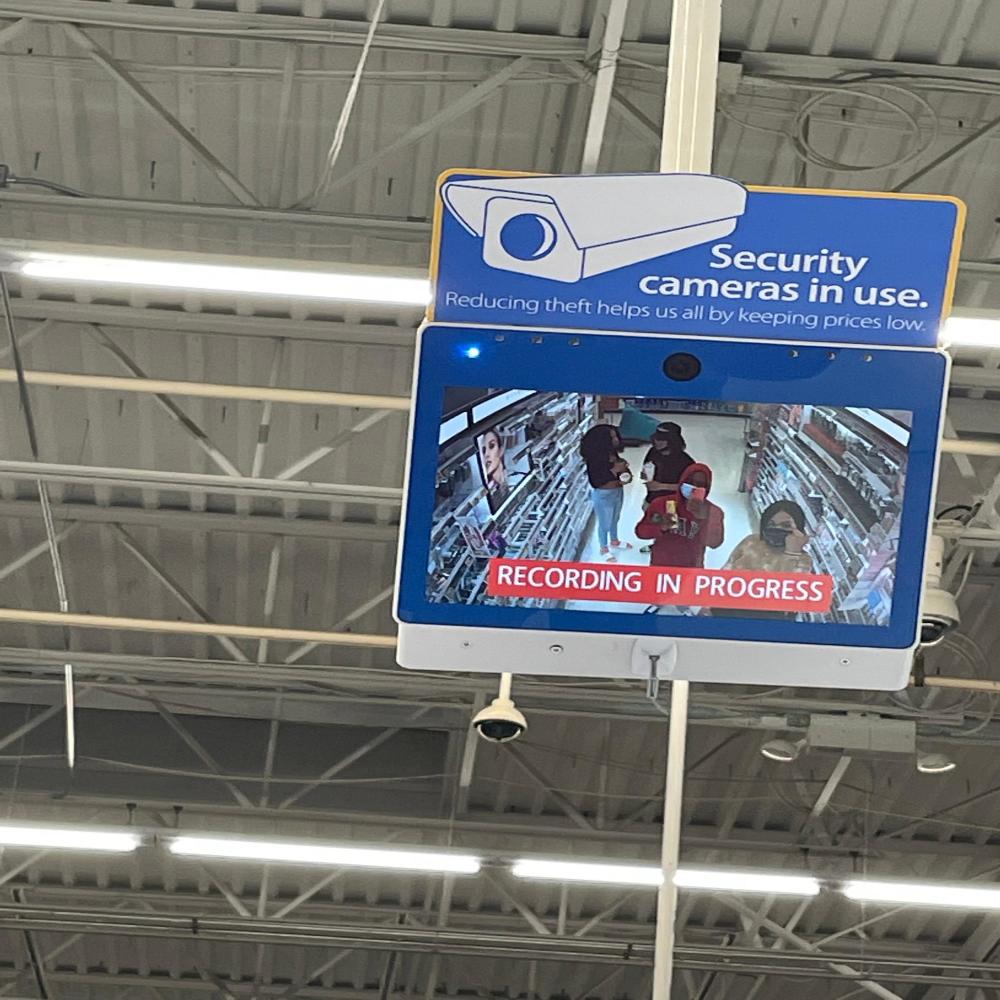 Security
cameras in use.
Reducing theft helps us all by keeping prices low.
RECORDING IN PROGRESS